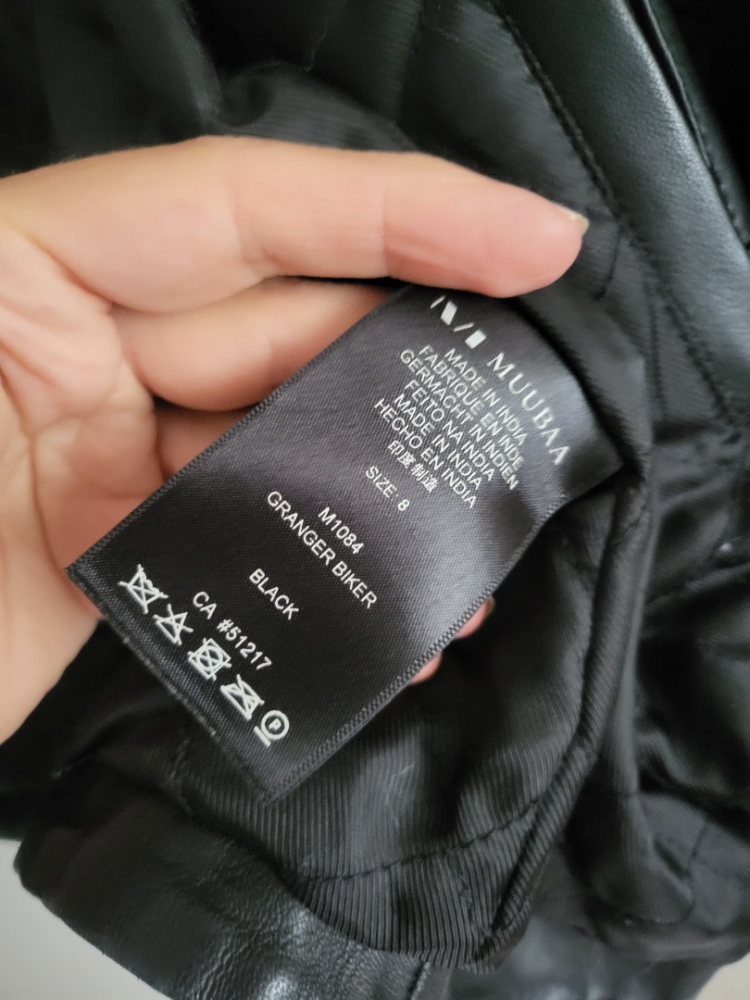 MUUBAA
MADE IN INDIA
FABRIQUE EN INDE
GERMACHT IN INDIEN
FEITO NA INDIA
MADE IN INDIA
HECHO EN INDIA
印度制造
SIZE 8
M1084
GRANGER BIKER
BLACK
CA #51217
P